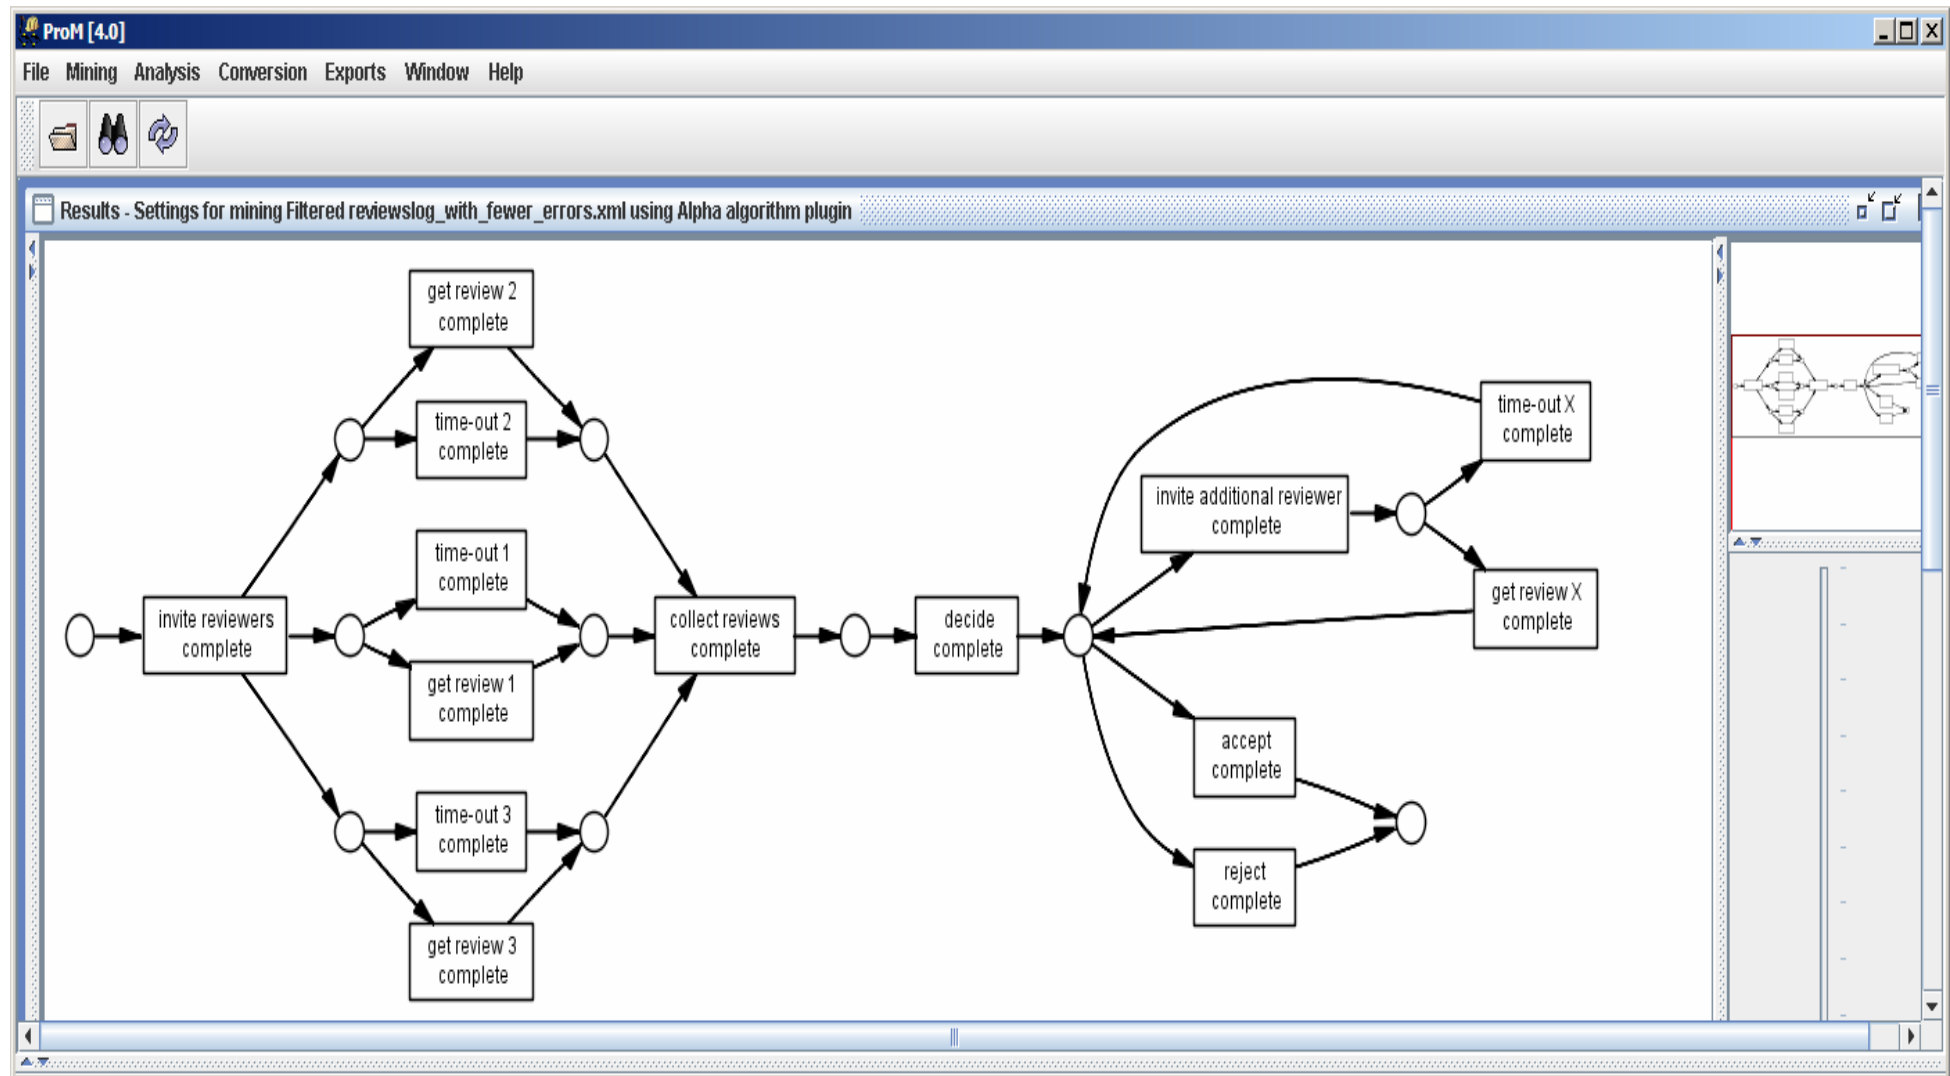 ProM [4.0]
File Mining Analysis Conversion Exports Window Help
Results - Settings for mining Filtered reviewslog_with_fewer_errors.xml using Alpha algorithm plugin
get review 2
complete
time-out 2
complete
time-out 1
complete
invite reviewers
complete
get review 1
complete
time-out 3
complete
get review 3
complete
collect reviews
complete
decide
complete
time-out X
complete
invite additional reviewer
complete
get review X
complete
accept
complete
reject
complete